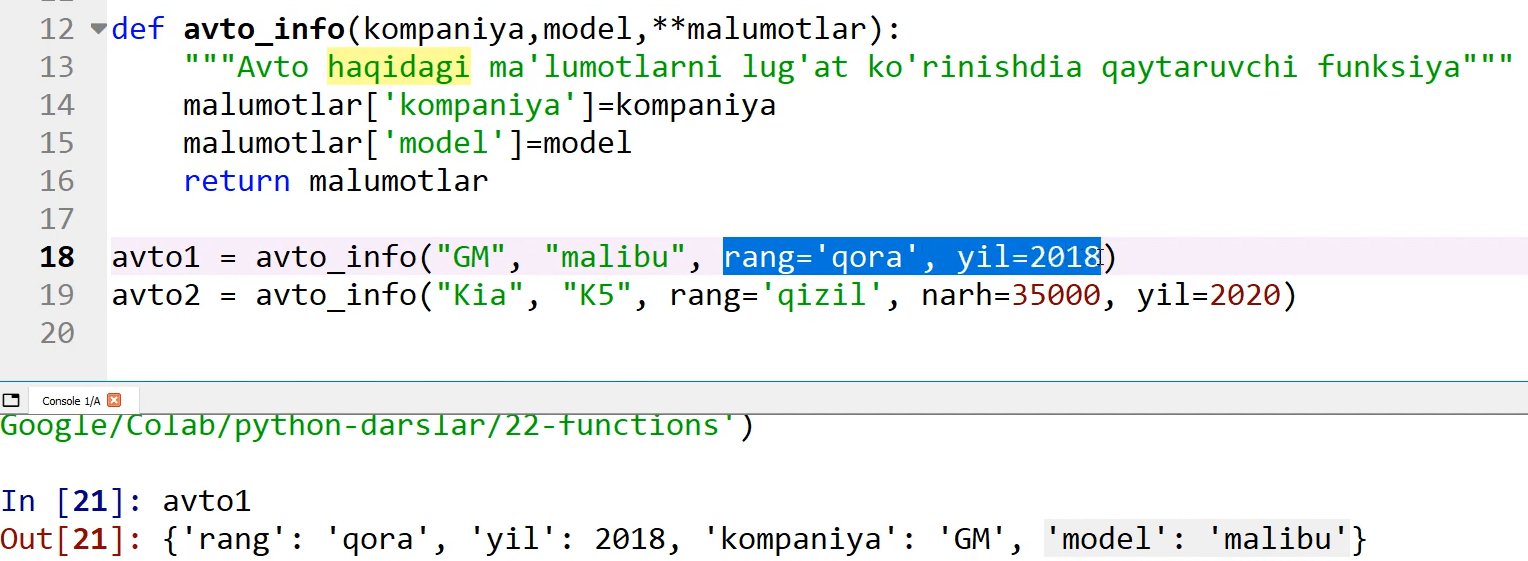 12 def avto_info(kompaniya,model,**malumotlar):
13     """Avto haqidagi ma'lumotlarni lug'at ko'rinishdia qaytaruvchi funksiya"""
14     malumotlar['kompaniya']=kompaniya
15     malumotlar['model']=model
16     return malumotlar
17
18 avto1 = avto_info("GM", "malibu", rang='qora', yil=2018)
19 avto2 = avto_info("Kia", "K5", rang='qizil', narh=35000, yil=2020)
20
Console 1/A
Google/Colab/python-darslar/22-functions')
In [21]: avto1
Out[21]: {'rang': 'qora', 'yil': 2018, 'kompaniya': 'GM', 'model': 'malibu'}